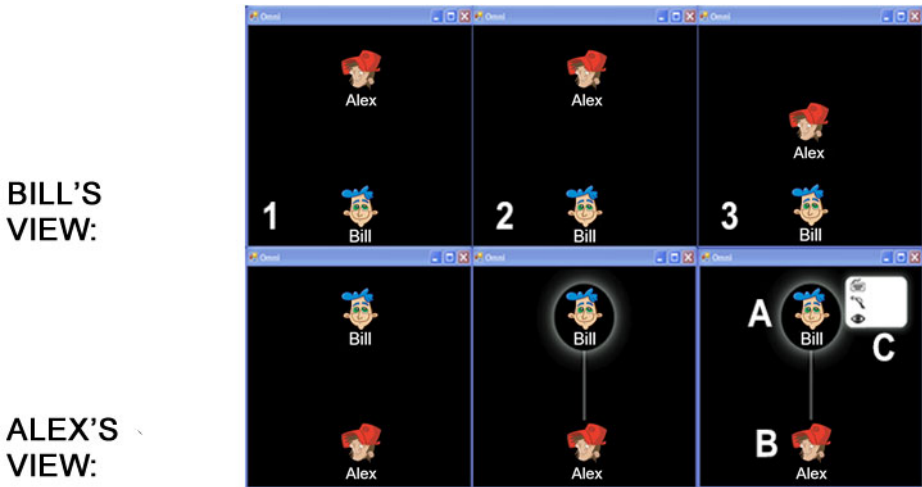 Omni
Omni
Omni
Alex
Alex
Alex
BILL'S
VIEW:
1
Bill
2
Bill
3
Bill
Omni
Omni
Omni
Bill
Bill
A
Bill
C
ALEX'S
VIEW:
Alex
Alex
B
Alex